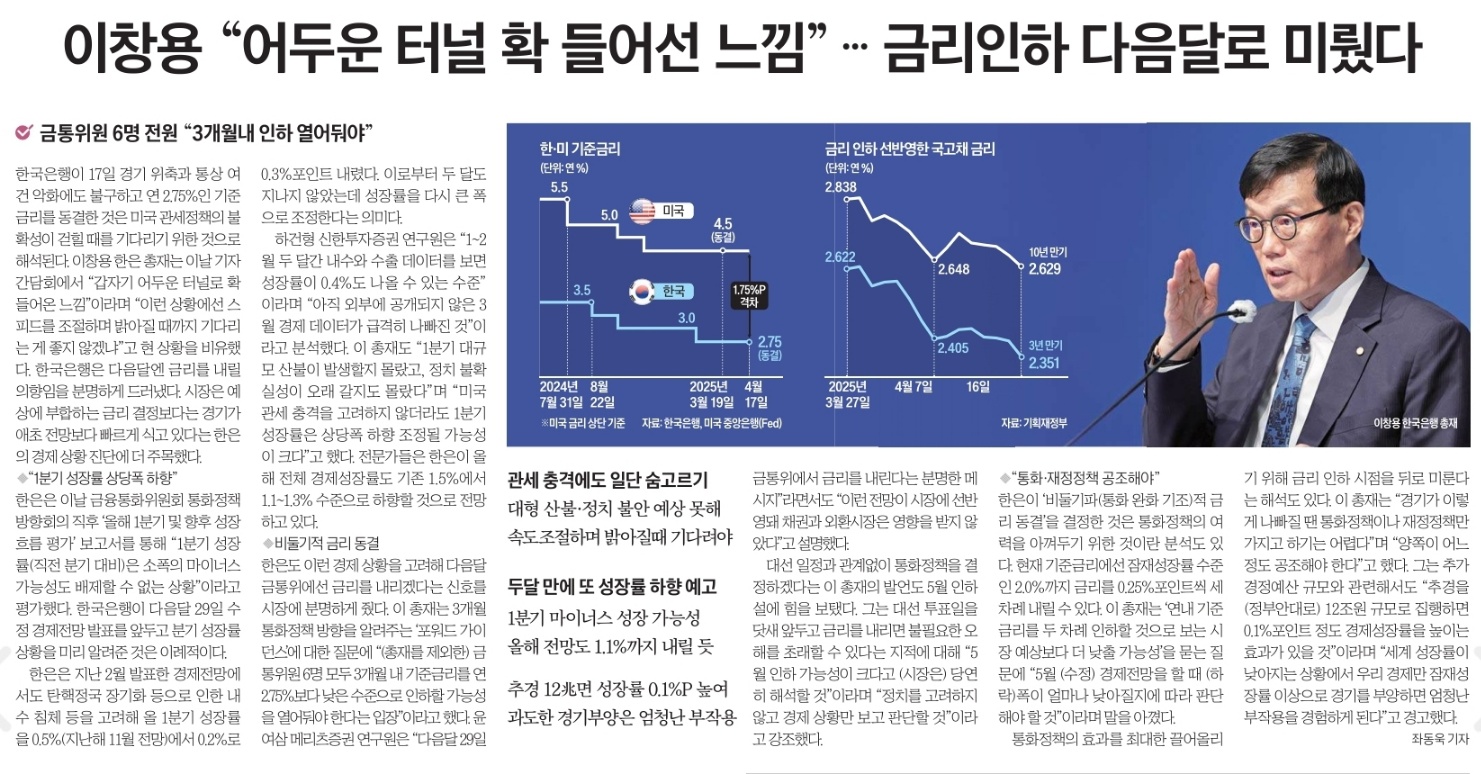 이창용 “어두운 터널 확 들어선 느낌” … 금리인하 다음달로 미뤘다
금통위원 6명 전원 “3개월내 인하 열어둬야”
한국은행이 17일 경기 위축과 통상 여
건 악화에도 불구하고 연 2.75%인 기준
금리를 동결한 것은 미국 관세정책의 불
확성이 걷힐 때를 기다리기 위한 것으로
해석된다. 이창용 한은 총재는 이날 기자
간담회에서 “갑자기 어두운 터널로 확
들어온 느낌”이라며 “이런 상황에선 스
피드를 조절하며 밝아질 때까지 기다리
는 게 좋지 않겠냐”고 현 상황을 비유했
다. 한국은행은 다음달엔 금리를 내릴
의향임을 분명하게 드러냈다. 시장은 예
상에 부합하는 금리 결정보다는 경기가
애초 전망보다 빠르게 식고 있다는 한은
의 경제 상황 진단에 더 주목했다.
◆“1분기 성장률 상당폭 하향”
한은은 이날 금융통화위원회 통화정책
방향회의 직후 ‘올해 1분기 및 향후 성장
흐름 평가’ 보고서를 통해 “1분기 성장
률(직전 분기 대비)은 소폭의 마이너스
가능성도 배제할 수 없는 상황”이라고
평가했다. 한국은행이 다음달 29일 수
정 경제전망 발표를 앞두고 분기 성장률
상황을 미리 알려준 것은 이례적이다.
한은은 지난 2월 발표한 경제전망에
서도 탄핵정국 장기화 등으로 인한 내
수 침체 등을 고려해 올 1분기 성장률
을 0.5%(지난해 11월 전망)에서 0.2%로
0.3%포인트 내렸다. 이로부터 두 달도
지나지 않았는데 성장률을 다시 큰 폭
으로 조정한다는 의미다.
하건형 신한투자증권 연구원은 “1~2
월 두 달간 내수와 수출 데이터를 보면
성장률이 0.4%도 나올 수 있는 수준”
이라며 “아직 외부에 공개되지 않은 3
월 경제 데이터가 급격히 나빠진 것”이
라고 분석했다. 이 총재도 “1분기 대규
모 산불이 발생할지 몰랐고, 정치 불확
실성이 오래 갈지도 몰랐다”며 “미국
관세 충격을 고려하지 않더라도 1분기
성장률은 상당폭 하향 조정될 가능성
이 크다”고 했다. 전문가들은 한은이 올
해 전체 경제성장률도 기존 1.5%에서
1.1~1.3% 수준으로 하향할 것으로 전망
하고 있다.
◆비둘기적 금리 동결
한은도 이런 경제 상황을 고려해 다음달
금통위에서 금리를 내리겠다는 신호를
시장에 분명하게 줬다. 이 총재는 3개월
통화정책 방향을 알려주는 ‘포워드 가이
던스’에 대한 질문에 “(총재를 제외한) 금
통위원 6명 모두 3개월 내 기준금리를 연
2.75%보다 낮은 수준으로 인하할 가능성
을 열어둬야 한다는 입장”이라고 했다. 윤
여삼 메리츠증권 연구원은 “다음달 29일
한·미 기준금리
(단위: 연 %)
5.5
5.0
미국
4.5
(동결)
1.75%P
격차
3.5
한국
3.0
2.75
(동결)
2024년
7월 31일
8월
22일
2025년
3월 19일
4월
17일
※미국 금리 상단 기준
자료: 한국은행, 미국 중앙은행(Fed)
금리 인하 선반영한 국고채 금리
(단위: 연 %)
2.838
2.622
2.648
10년 만기
2.629
2.405
3년 만기
2.351
2025년
3월 27일
4월 7일
16일
자료: 기획재정부
이창용 한국은행 총재
관세 충격에도 일단 숨고르기
대형 산불·정치 불안 예상 못해
속도조절하며 밝아질때 기다려야
두달 만에 또 성장률 하향 예고
1분기 마이너스 성장 가능성
올해 전망도 1.1%까지 내릴 듯
추경 12兆면 성장률 0.1%P 높여
과도한 경기부양은 엄청난 부작용
금통위에서 금리를 내린다는 분명한 메
시지”라면서도 “이런 전망이 시장에 선반
영돼 채권과 외환시장은 영향을 받지 않
았다”고 설명했다.
대선 일정과 관계없이 통화정책을 결
정하겠다는 이 총재의 발언도 5월 인하
설에 힘을 보탰다. 그는 대선 투표일을
닷새 앞두고 금리를 내리면 불필요한 오
해를 초래할 수 있다는 지적에 대해 “5
월 인하 가능성이 크다고 (시장은) 당연
히 해석할 것”이라며 “정치를 고려하지
않고 경제 상황만 보고 판단할 것”이라
고 강조했다.
◆“통화·재정정책 공조해야”
한은이 ‘비둘기파(통화 완화 기조)적 금
리 동결’을 결정한 것은 통화정책의 여
력을 아껴두기 위한 것이란 분석도 있
다. 현재 기준금리에선 잠재성장률 수준
인 2.0%까지 금리를 0.25%포인트씩 세
차례 내릴 수 있다. 이 총재는 ‘연내 기준
금리를 두 차례 인하할 것으로 보는 시
장 예상보다 더 낮출 가능성’을 묻는 질
문에 “5월 (수정) 경제전망을 할 때 (하
락)폭이 얼마나 낮아질지에 따라 판단
해야 할 것”이라며 말을 아꼈다.
통화정책의 효과를 최대한 끌어올리
기 위해 금리 인하 시점을 뒤로 미룬다
는 해석도 있다. 이 총재는 “경기가 이렇
게 나빠질 땐 통화정책이나 재정정책만
가지고 하기는 어렵다”며 “양쪽이 어느
정도 공조해야 한다”고 했다. 그는 추가
경정예산 규모와 관련해서도 “추경을
(정부안대로) 12조원 규모로 집행하면
0.1%포인트 정도 경제성장률을 높이는
효과가 있을 것”이라며 “세계 성장률이
낮아지는 상황에서 우리 경제만 잠재성
장률 이상으로 경기를 부양하면 엄청난
부작용을 경험하게 된다”고 경고했다.
좌동욱 기자